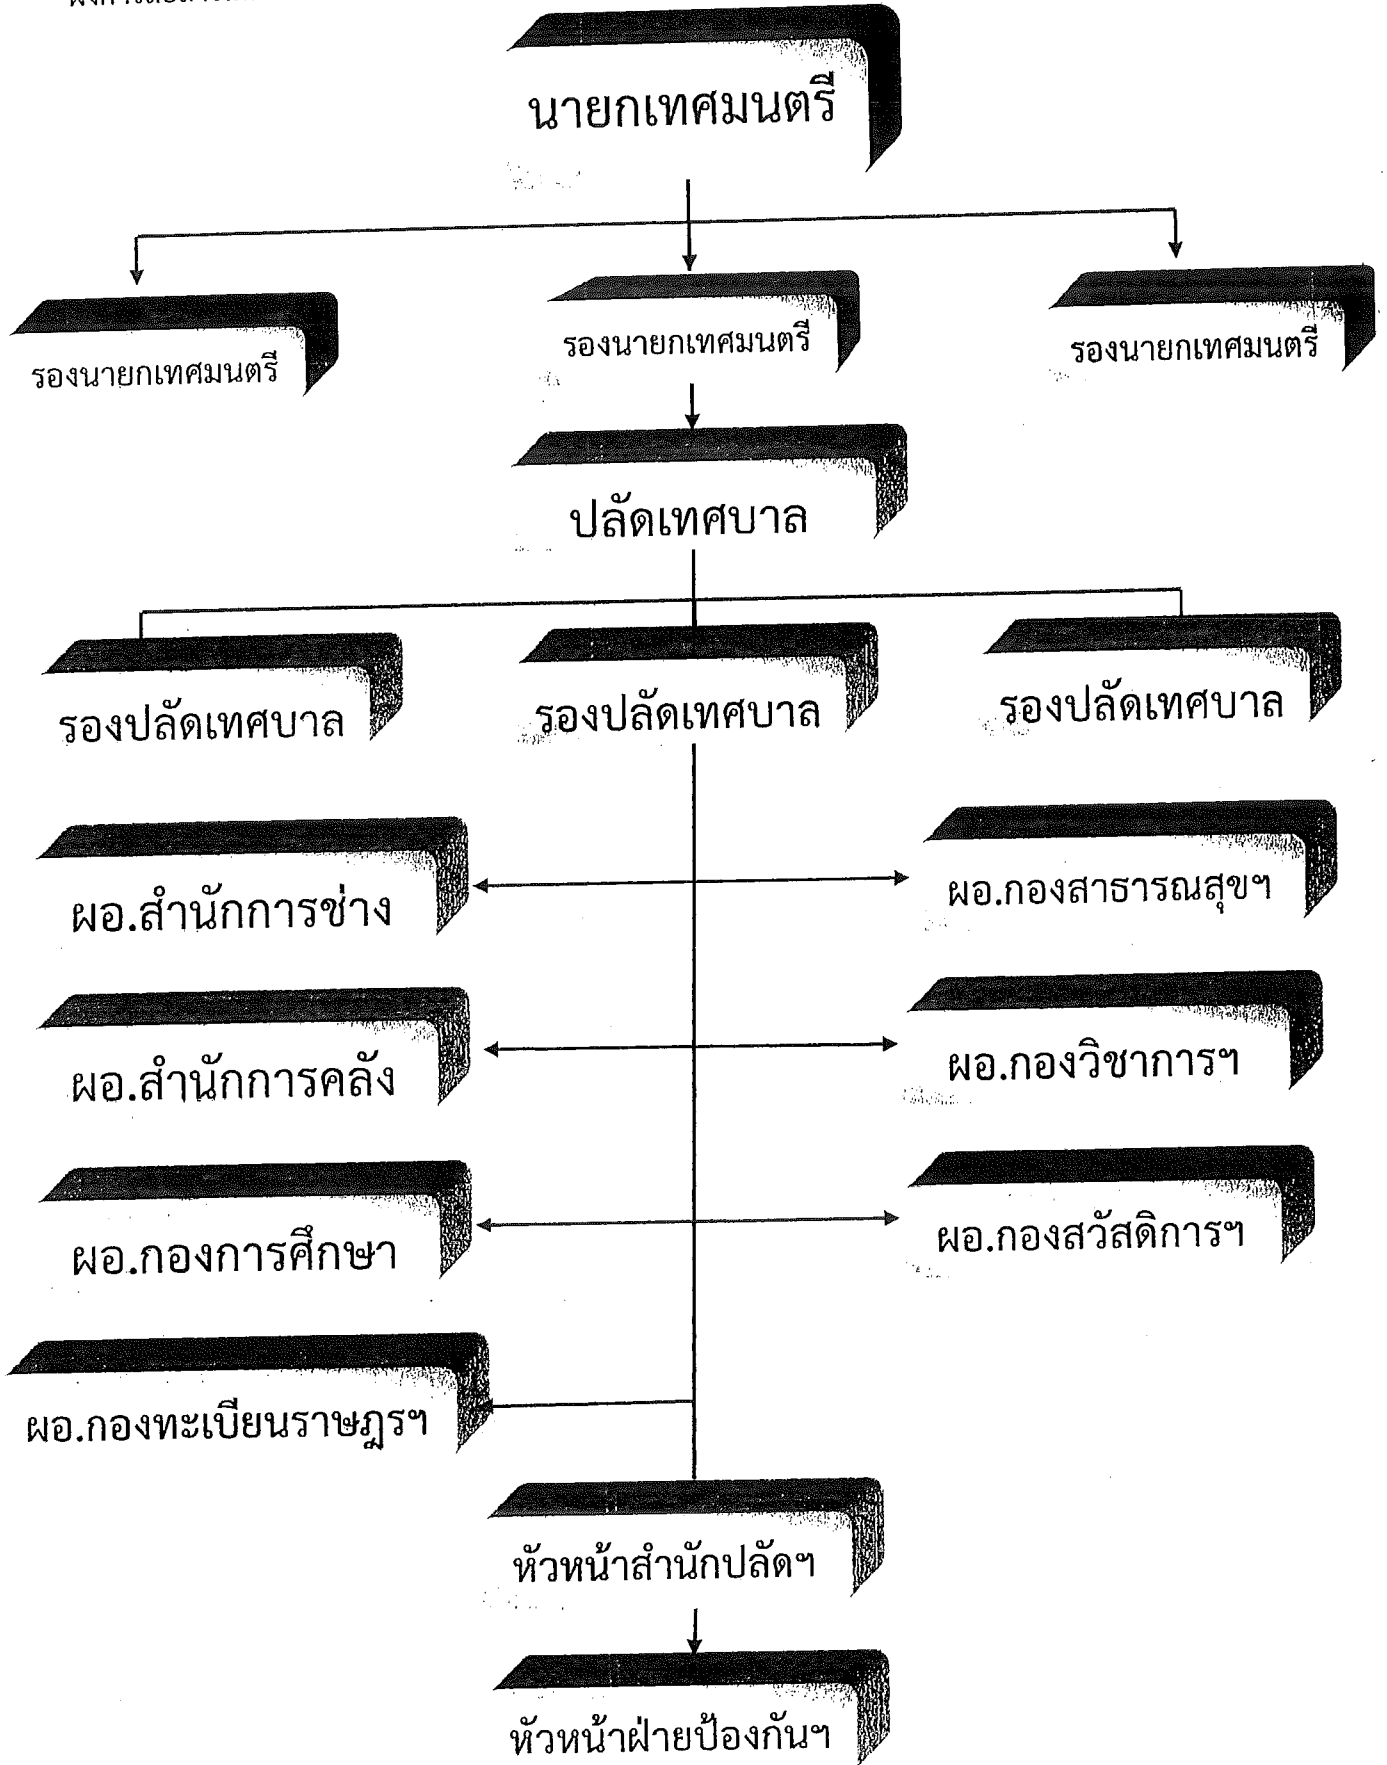 นายกเทศมนตรี
รองนายกเทศมนตรี
รองนายกเทศมนตรี
รองนายกเทศมนตรี
ปลัดเทศบาล
รองปลัดเทศบาล
รองปลัดเทศบาล
รองปลัดเทศบาล
ผอ.สำนักการช่าง
ผอ.กองสาธารณสุขฯ
ผอ.สำนักการคลัง
ผอ.กองวิชาการฯ
ผอ.กองการศึกษา
ผอ.กองสวัสดิการฯ
ผอ.กองทะเบียนราษฎรฯ
หัวหน้าสำนักปลัดฯ
หัวหน้าฝ่ายป้องกันฯ